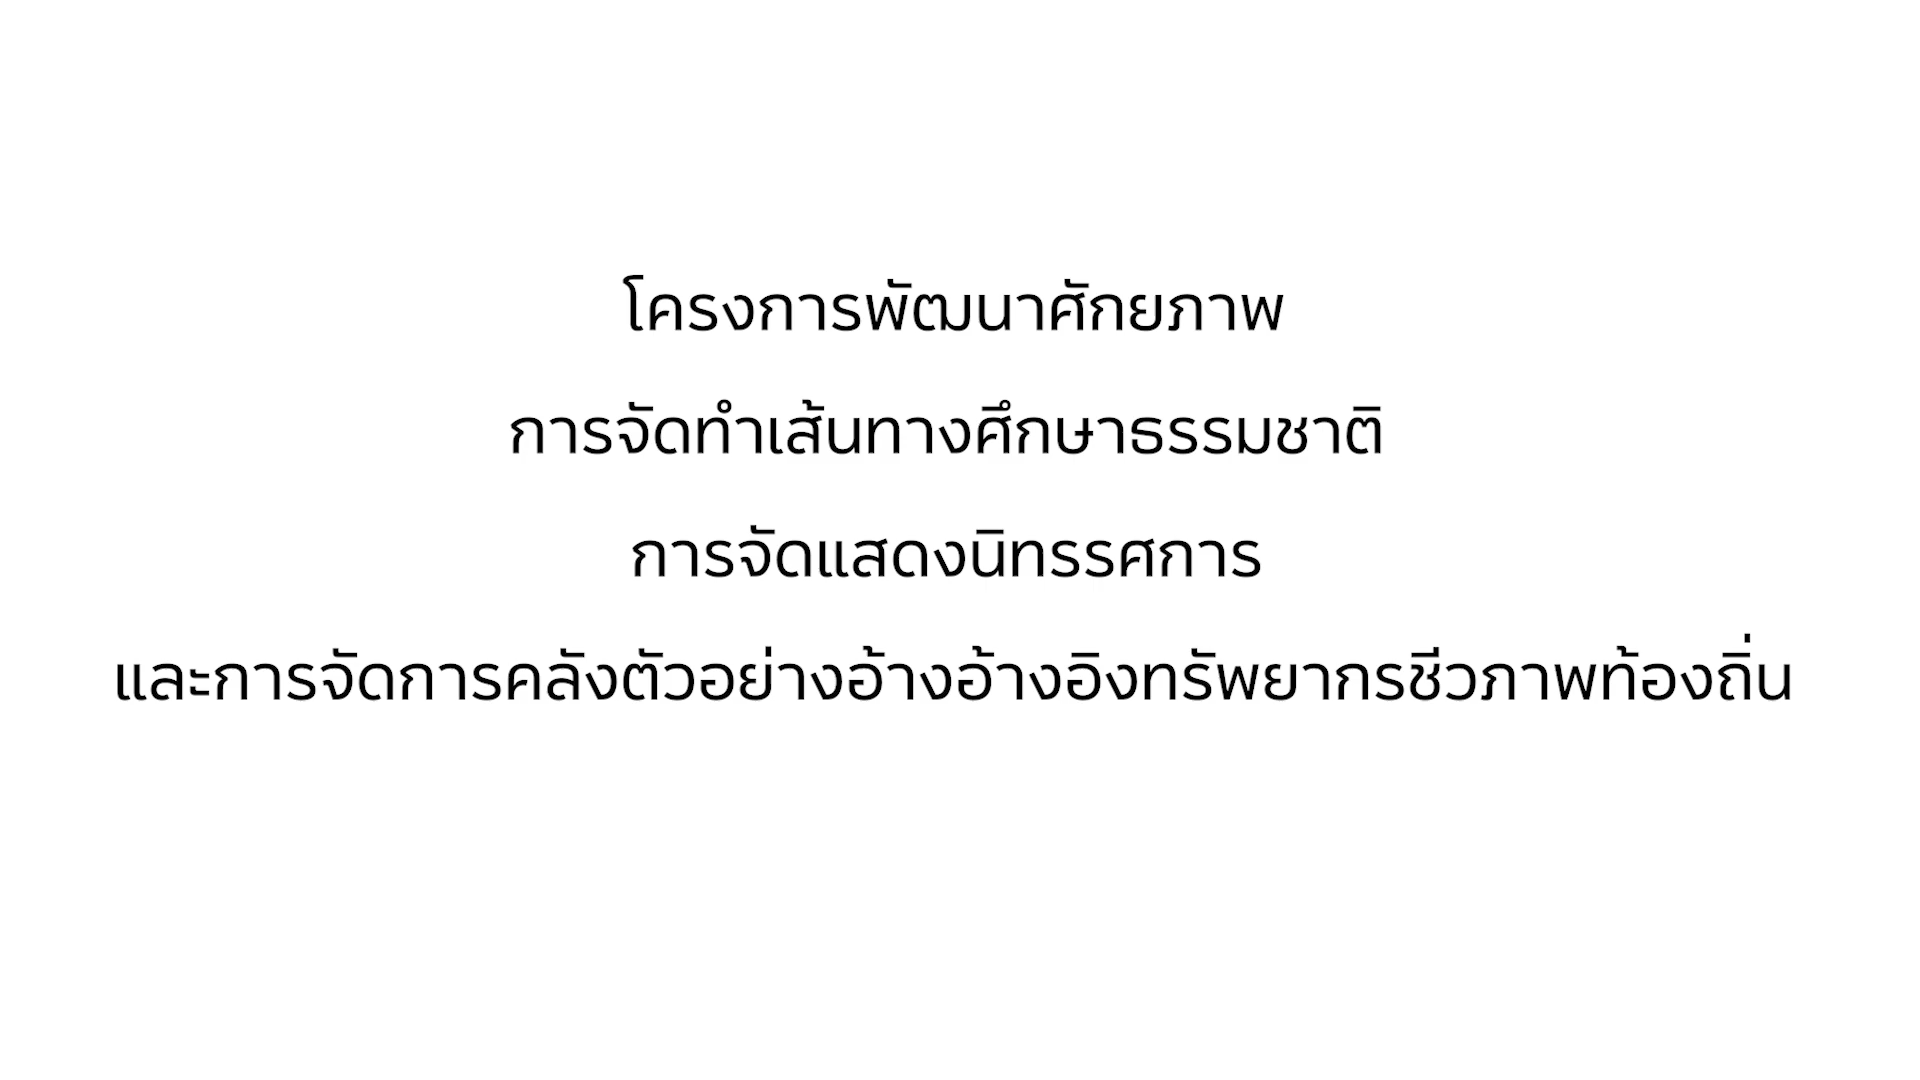 โครงการพัฒนาศักยภาพ
การจัดทำเส้นทางศึกษาธรรมชาติ
การจัดแสดงนิทรรศการ
และการจัดการคลังตัวอย่างอ้างอ้างอิงทรัพยากรชีวภาพท้องถิ่น